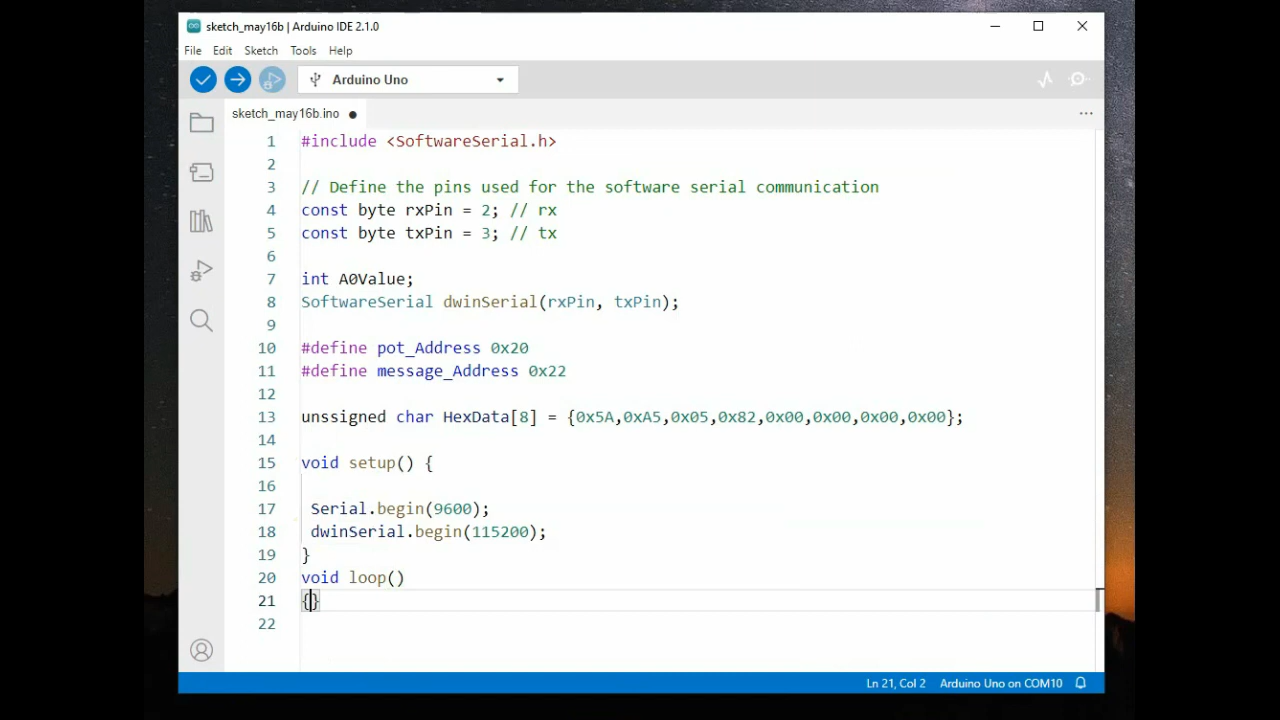 sketch_may16b | Arduino IDE 2.1.0
File Edit Sketch Tools Help
Arduino Uno
sketch_may16b.ino
1 #include <SoftwareSerial.h>
2
3 // Define the pins used for the software serial communication
4 const byte rxPin = 2; // rx
5 const byte txPin = 3; // tx
6
7 int A0Value;
8 SoftwareSerial dwinSerial(rxPin, txPin);
9
10 #define pot_Address 0x20
11 #define message_Address 0x22
12
13 unssigned char HexData[8] = {0x5A,0xA5,0x05,0x82,0x00,0x00,0x00,0x00};
14
15 void setup() {
16
17 Serial.begin(9600);
18 dwinSerial.begin(115200);
19 }
20 void loop()
21 {}
22
Ln 21, Col 2 Arduino Uno on COM10